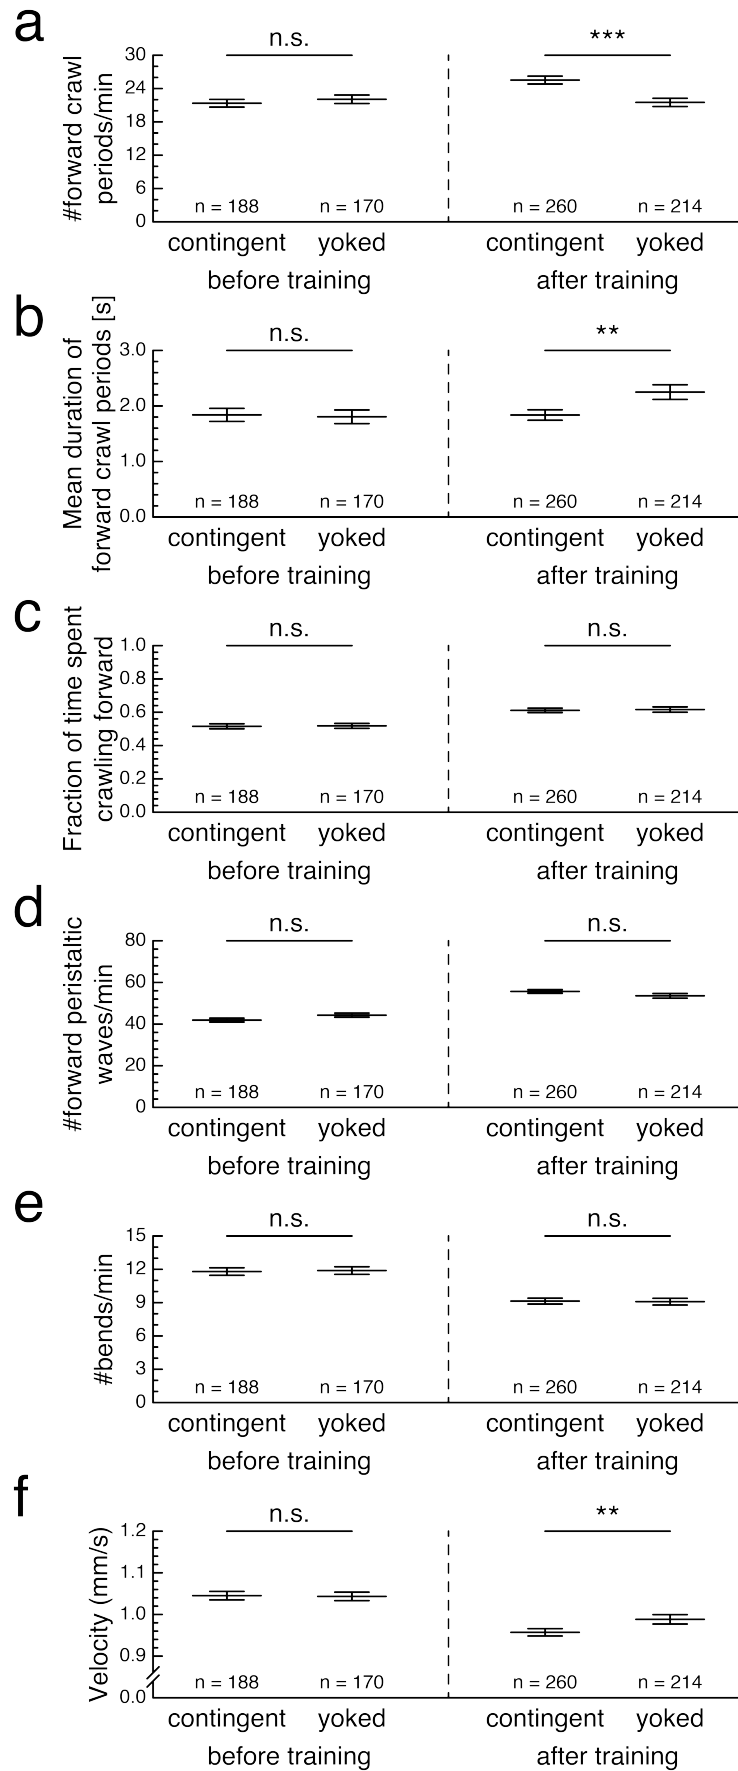 a
#forward crawl
periods/min
30
24
18
12
6
0
n.s.
***
n = 188
n = 170
n = 260
n = 214
contingent
yoked
contingent
yoked
before training
after training
b
Mean duration of
forward crawl periods [s]
3.0
2.0
1.0
0.0
n.s.
**
n = 188
n = 170
n = 260
n = 214
contingent
yoked
contingent
yoked
before training
after training
c
Fraction of time spent
crawling forward
1.0
0.8
0.6
0.4
0.2
0.0
n.s.
n.s.
n = 188
n = 170
n = 260
n = 214
contingent
yoked
contingent
yoked
before training
after training
d
#forward peristaltic
waves/min
80
60
40
20
0
n.s.
n.s.
n = 188
n = 170
n = 260
n = 214
contingent
yoked
contingent
yoked
before training
after training
e
#bends/min
15
12
9
6
3
0
n.s.
n.s.
n = 188
n = 170
n = 260
n = 214
contingent
yoked
contingent
yoked
before training
after training
f
Velocity (mm/s)
1.2
1.1
1.0
0.9
0.0
n.s.
**
n = 188
n = 170
n = 260
n = 214
contingent
yoked
contingent
yoked
before training
after training